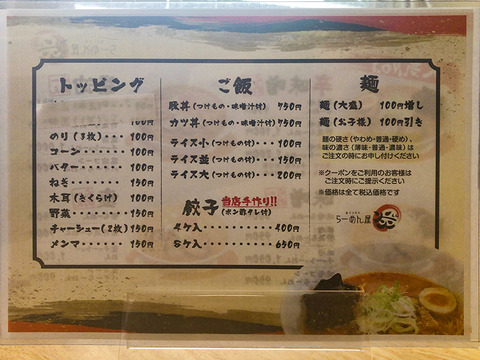 トッピング
のり(3枚)・・・・100円
コーン・・・・・・・100円
バター・・・・・・・100円
ねぎ・・・・・・・・150円
木耳(きくらげ)・・100円
野菜・・・・・・・・150円
チャーシュー(2枚)150円
メンマ・・・・・・・150円
ご飯
豚丼(つけもの・味噌汁付)750円
カツ丼(つけもの・味噌汁付)750円
ライス小(つけもの付)・・・100円
ライス並(つけもの付)・・・150円
ライス大(つけもの付)・・・200円
餃子
当店手作り!!
(ポン酢タレ付)
4ケ入・・・・・・・・・400円
8ケ入・・・・・・・・・650円
麺
麺(大盛) 100円増し
麺(お子様) 100円引き
麺の硬さ(やわめ・普通・硬め)、
味の濃さ(薄味・普通・濃味)は
ご注文の時にお申し付けください
※クーポンをご利用のお客様は
ご注文時にご提示ください
※価格は全て税込価格です
らーめん屋